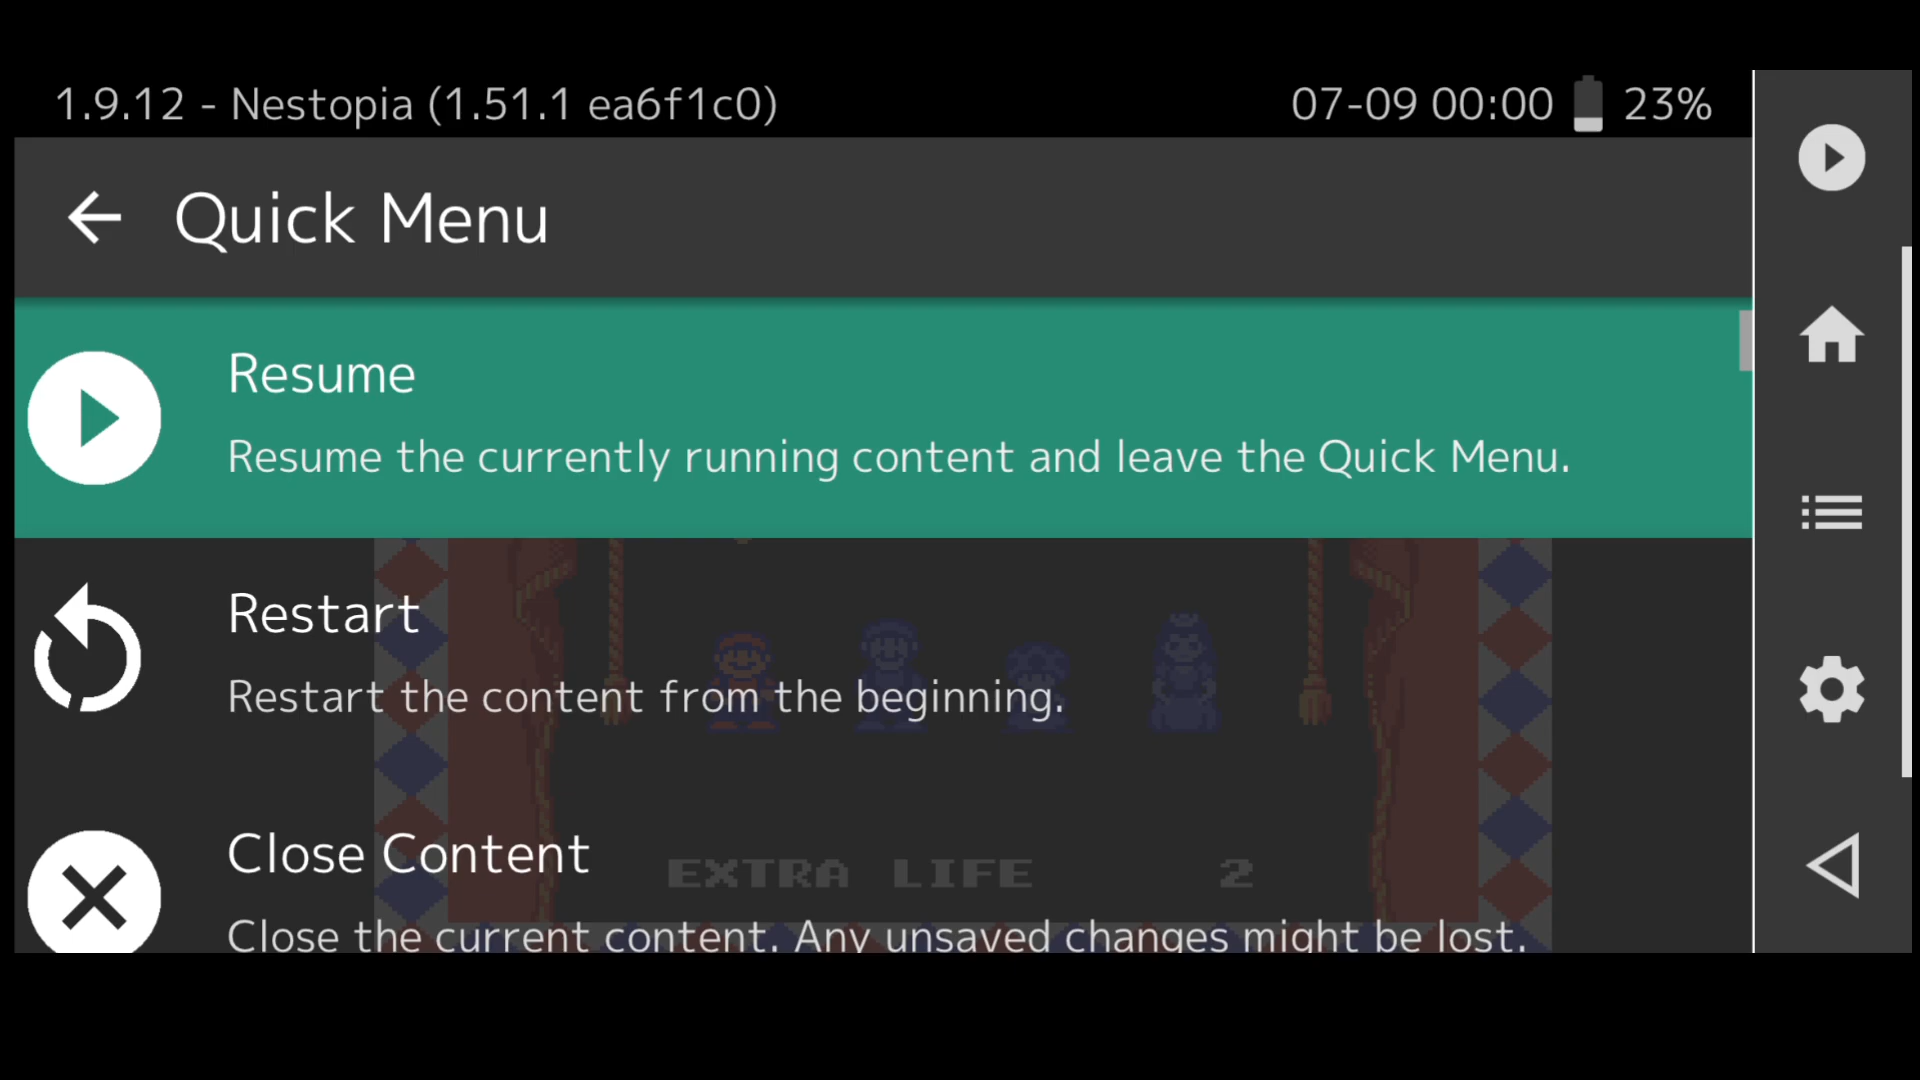 1.9.12 - Nestopia (1.51.1 ea6f1c0)
07-09 00:00 23%
Quick Menu
Resume
Resume the currently running content and leave the Quick Menu.
Restart
Restart the content from the beginning.
Close Content
EXTRA LIFE 2
Close the current content. Any unsaved changes might be lost.